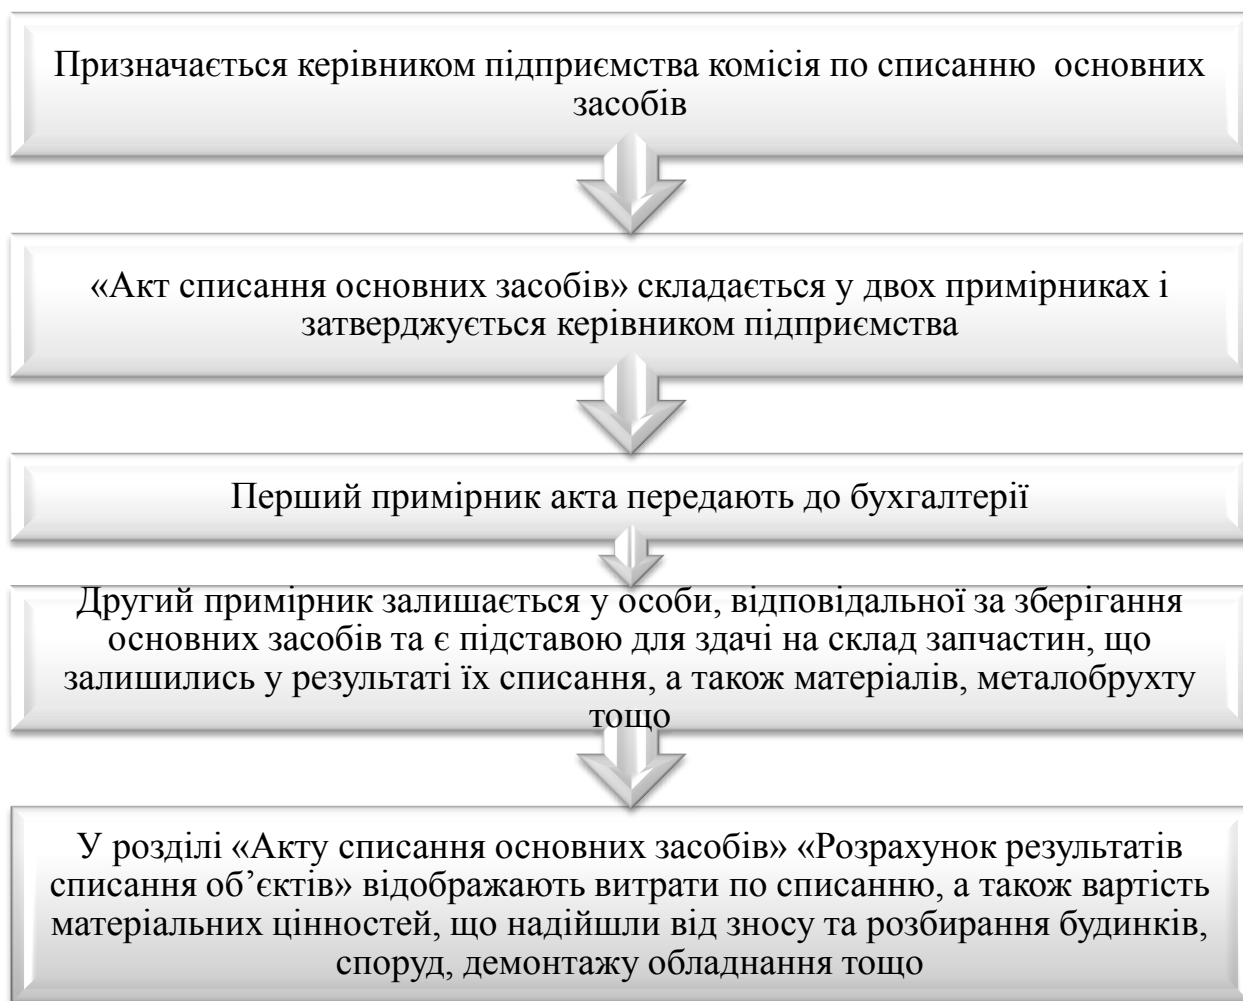 Призначається керівником підприємства комісія по списанню основних
засобів
«Акт списання основних засобів» складається у двох примірниках і
затверджується керівником підприємства
Перший примірник акта передають до бухгалтерії
Другий примірник залишається у особи, відповідальної за зберігання
основних засобів та є підставою для здачі на склад запчастин, що
залишились у результаті їх списання, а також матеріалів, металобрухту
тощо
У розділі «Акту списання основних засобів» «Розрахунок результатів
списання об’єктів» відображають витрати по списанню, а також вартість
матеріальних цінностей, що надійшли від зносу та розбирання будинків,
споруд, демонтажу обладнання тощо